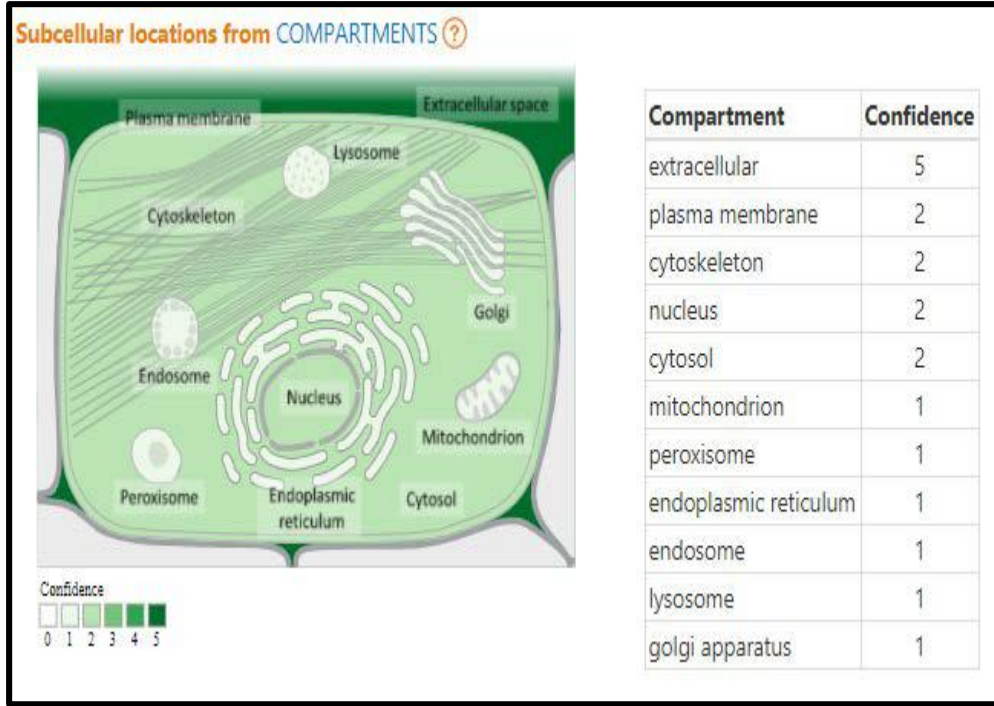 Subcellular locations from COMPARTMENTS ?
Plasma membrane
Extracellular space
Lysosome
Cytoskeleton
Golgi
Endosome
Nucleus
Mitochondrion
Peroxisome
Endoplasmic
reticulum
Cytosol
Confidence
0 1 2 3 4 5
Compartment Confidence
extracellular 5
plasma membrane 2
cytoskeleton 2
nucleus 2
cytosol 2
mitochondrion 1
peroxisome 1
endoplasmic reticulum 1
endosome 1
lysosome 1
golgi apparatus 1